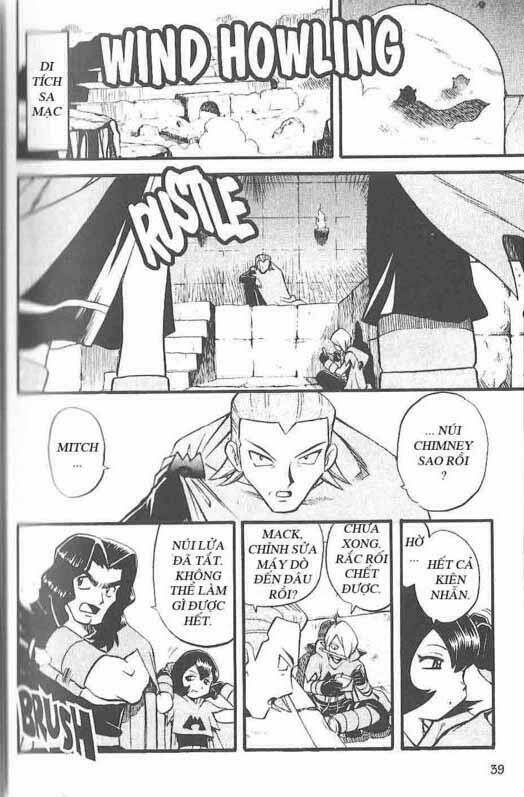 DI
TÍCH
SA
MẠC
WIND HOWLING
RUSTLE
... NÚI
CHIMNEY
SAO RỒI
?
MITCH
...
HỜ
...
HẾT CẢ
KIÊN
NHẪN.
CHƯA
XONG.
RẮC RỐI
CHẾT
ĐƯỢC.
MACK,
CHỈNH SỬA
MÁY DÒ
ĐẾN ĐÂU
RỒI?
NÚI LỬA
ĐÃ TẮT.
KHÔNG
THỂ LÀM
GÌ ĐƯỢC
HẾT.
BRUSH
39